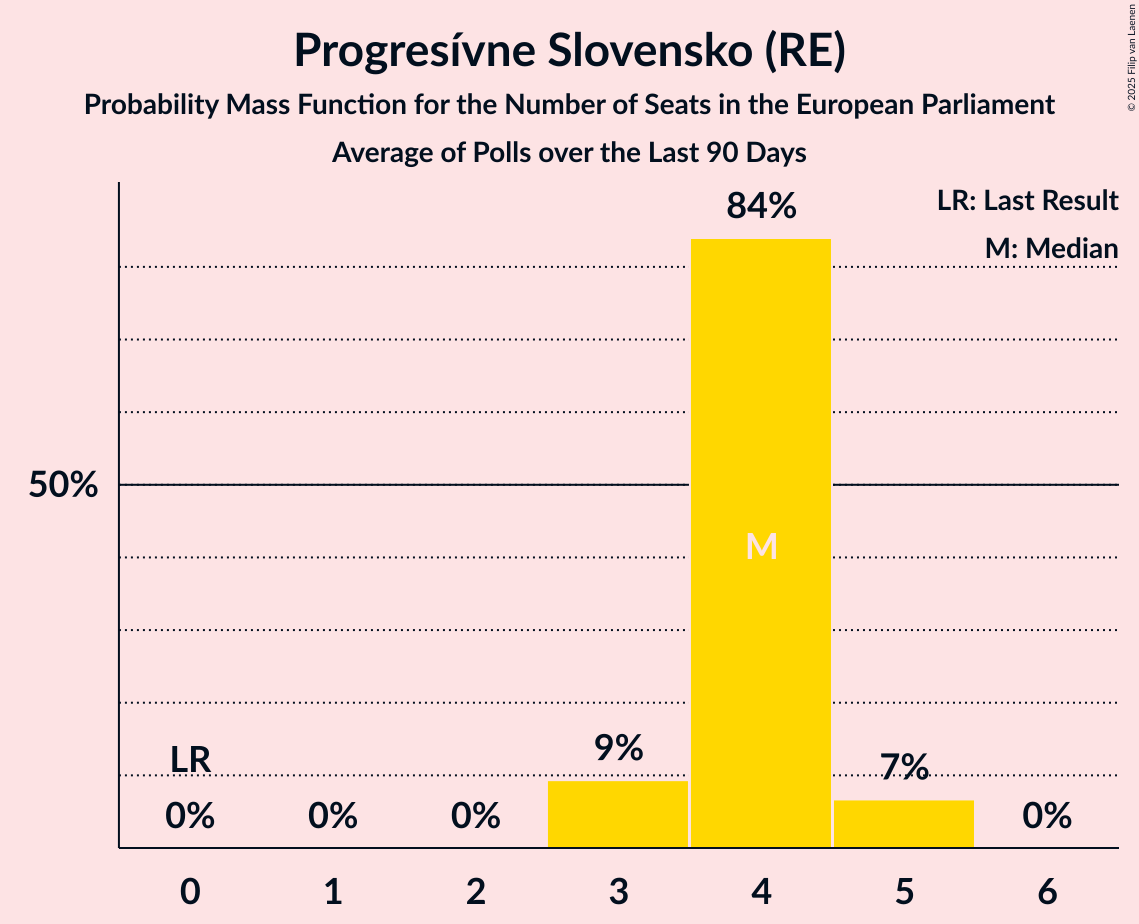 Progresívne Slovensko (RE)
Probability Mass Function for the Number of Seats in the European Parliament
Average of Polls over the Last 90 Days
© 2025 Filip van Laenen
LR: Last Result
M: Median
84%
50%
M
LR
9%
7%
0% 0% 0% 0%
0 1 2 3 4 5 6